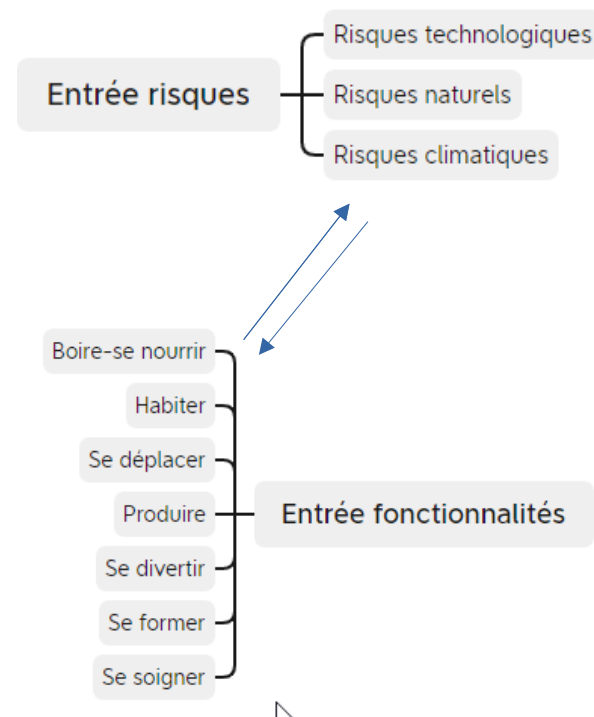 Entrée risques
Risques technologiques
Risques naturels
Risques climatiques
Boire-se nourrir
Habiter
Se déplacer
Produire
Se divertir
Se former
Se soigner
Entrée fonctionnalités